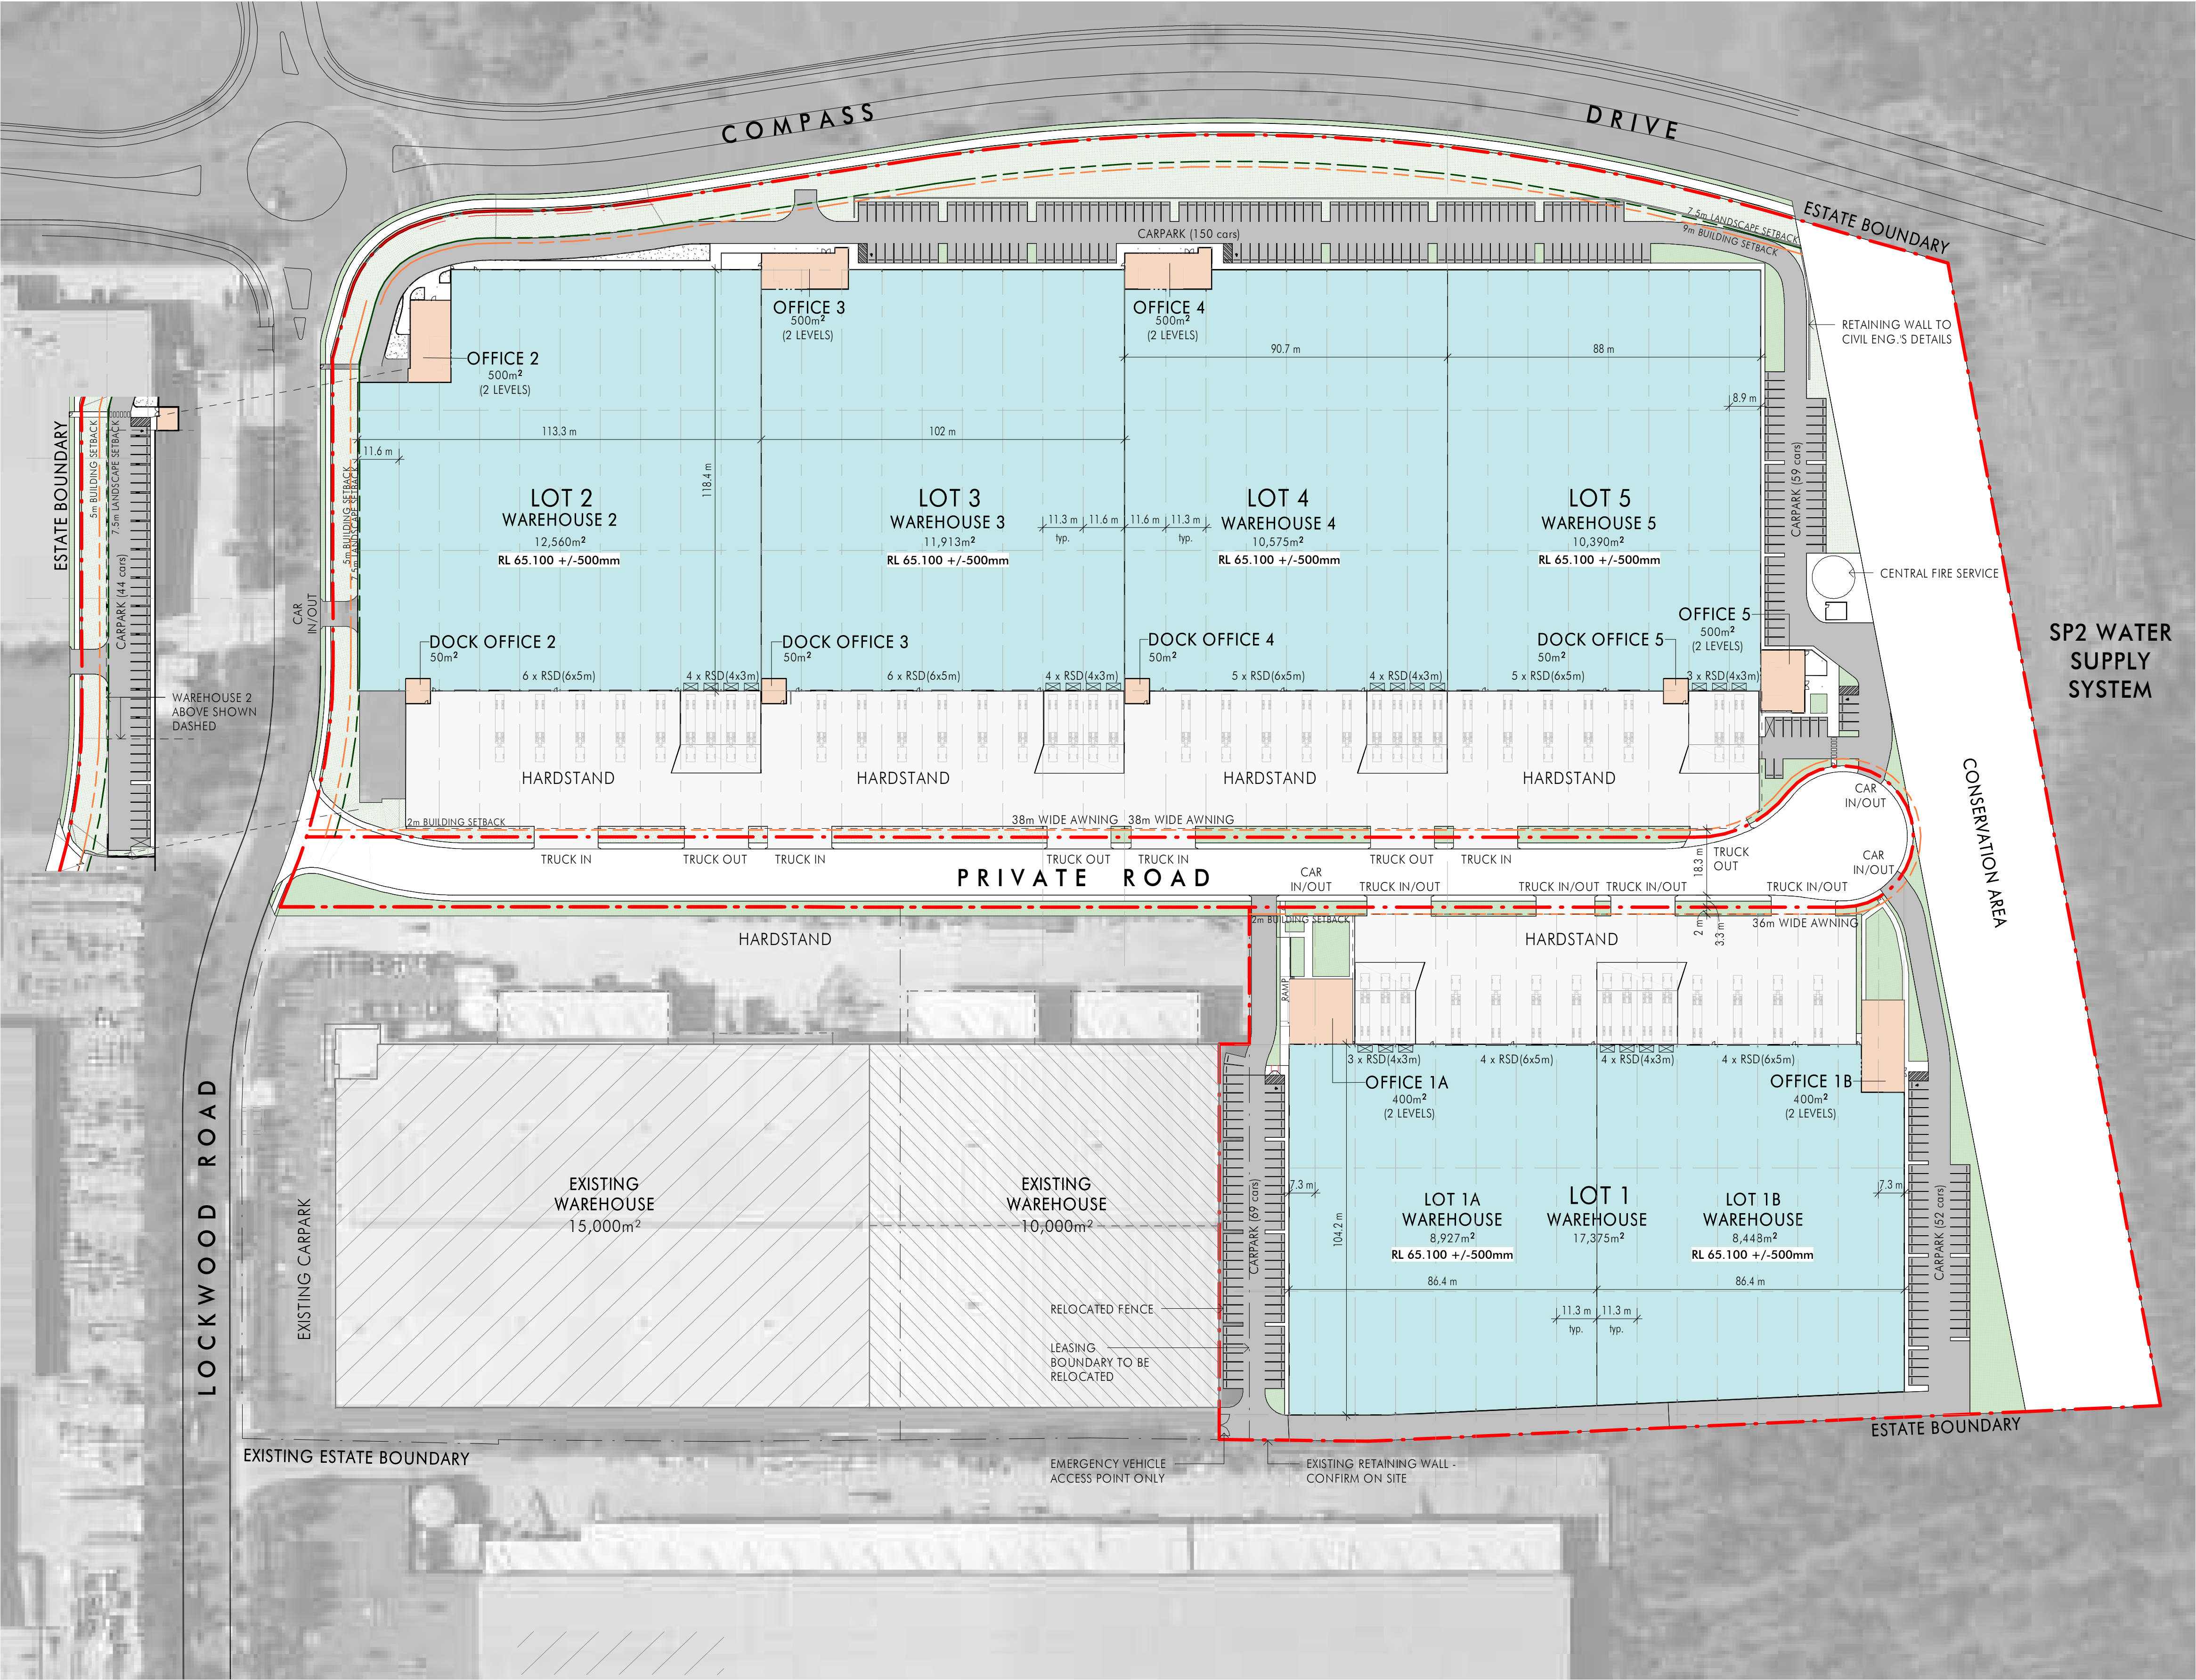 COMPASS DRIVE
ESTATE BOUNDARY
7.5m LANDSCAPE SETBACK
9m BUILDING SETBACK
CARPARK (150 cars)
OFFICE 3
500m²
(2 LEVELS)
OFFICE 4
500m²
(2 LEVELS)
RETAINING WALL TO
CIVIL ENG.'S DETAILS
OFFICE 2
500m²
(2 LEVELS)
90.7 m
88 m
8.9 m
113.3 m
102 m
11.6 m
118.4 m
ESTATE BOUNDARY
5m BUILDING SETBACK
7.5m LANDSCAPE SETBACK
CARPARK (44 cars)
WAREHOUSE 2
ABOVE SHOWN
DASHED
5m BUILDING SETBACK
7.5m LANDSCAPE SETBACK
CAR
IN/OUT
LOT 2
WAREHOUSE 2
12,560m²
RL 65.100 +/-500mm
LOT 3
WAREHOUSE 3
11,913m²
RL 65.100 +/-500mm
11.3 m
typ.
11.6 m
11.6 m
11.3 m
typ.
LOT 4
WAREHOUSE 4
10,575m²
RL 65.100 +/-500mm
LOT 5
WAREHOUSE 5
10,390m²
RL 65.100 +/-500mm
CARPARK (59 cars)
CENTRAL FIRE SERVICE
OFFICE 5
500m²
(2 LEVELS)
SP2 WATER
SUPPLY
SYSTEM
DOCK OFFICE 2
50m²
DOCK OFFICE 3
50m²
DOCK OFFICE 4
50m²
DOCK OFFICE 5
50m²
6 x RSD(6x5m)
4 x RSD(4x3m)
6 x RSD(6x5m)
4 x RSD(4x3m)
5 x RSD(6x5m)
4 x RSD(4x3m)
5 x RSD(6x5m)
3 x RSD(4x3m)
HARDSTAND
HARDSTAND
HARDSTAND
HARDSTAND
CAR
IN/OUT
CONSERVATION AREA
2m BUILDING SETBACK
38m WIDE AWNING
38m WIDE AWNING
TRUCK IN
TRUCK OUT
TRUCK IN
TRUCK OUT
TRUCK IN
TRUCK OUT
TRUCK IN
18.3 m
TRUCK
OUT
CAR
IN/OUT
PRIVATE ROAD
CAR
IN/OUT
TRUCK IN/OUT
TRUCK IN/OUT
TRUCK IN/OUT
TRUCK IN/OUT
2m BUILDING SETBACK
2 m
3.3 m
36m WIDE AWNING
HARDSTAND
HARDSTAND
RAMP
3 x RSD(4x3m)
4 x RSD(6x5m)
4 x RSD(4x3m)
4 x RSD(6x5m)
OFFICE 1A
400m²
(2 LEVELS)
OFFICE 1B
400m²
(2 LEVELS)
LOCKWOOD ROAD
EXISTING CARPARK
EXISTING
WAREHOUSE
15,000m²
EXISTING
WAREHOUSE
10,000m²
CARPARK (69 cars)
7.3 m
104.2 m
LOT 1A
WAREHOUSE
8,927m²
RL 65.100 +/-500mm
LOT 1
WAREHOUSE
17,375m²
LOT 1B
WAREHOUSE
8,448m²
RL 65.100 +/-500mm
7.3 m
CARPARK (52 cars)
86.4 m
86.4 m
11.3 m
typ.
11.3 m
typ.
RELOCATED FENCE
LEASING
BOUNDARY TO BE
RELOCATED
ESTATE BOUNDARY
EXISTING ESTATE BOUNDARY
EMERGENCY VEHICLE
ACCESS POINT ONLY
EXISTING RETAINING WALL -
CONFIRM ON SITE